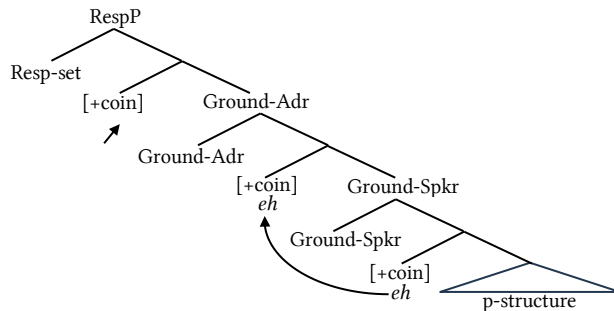 RespP
Resp-set
[+coin]
Ground-Adr
Ground-Adr
[+coin]
eh
Ground-Spkr
Ground-Spkr
[+coin]
eh
p-structure